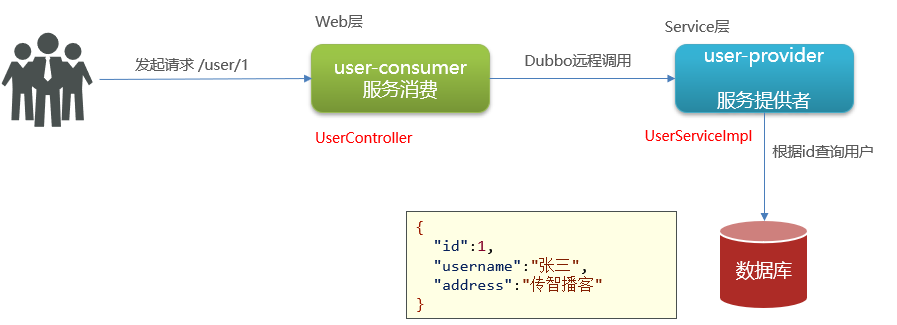 Web层
Service层
发起请求 /user/1
user-consumer
服务消费
Dubbo远程调用
user-provider
服务提供者
UserController
UserServiceImpl
根据id查询用户
{
"id":1,
"username":"张三",
"address":"传智播客"
}
数据库